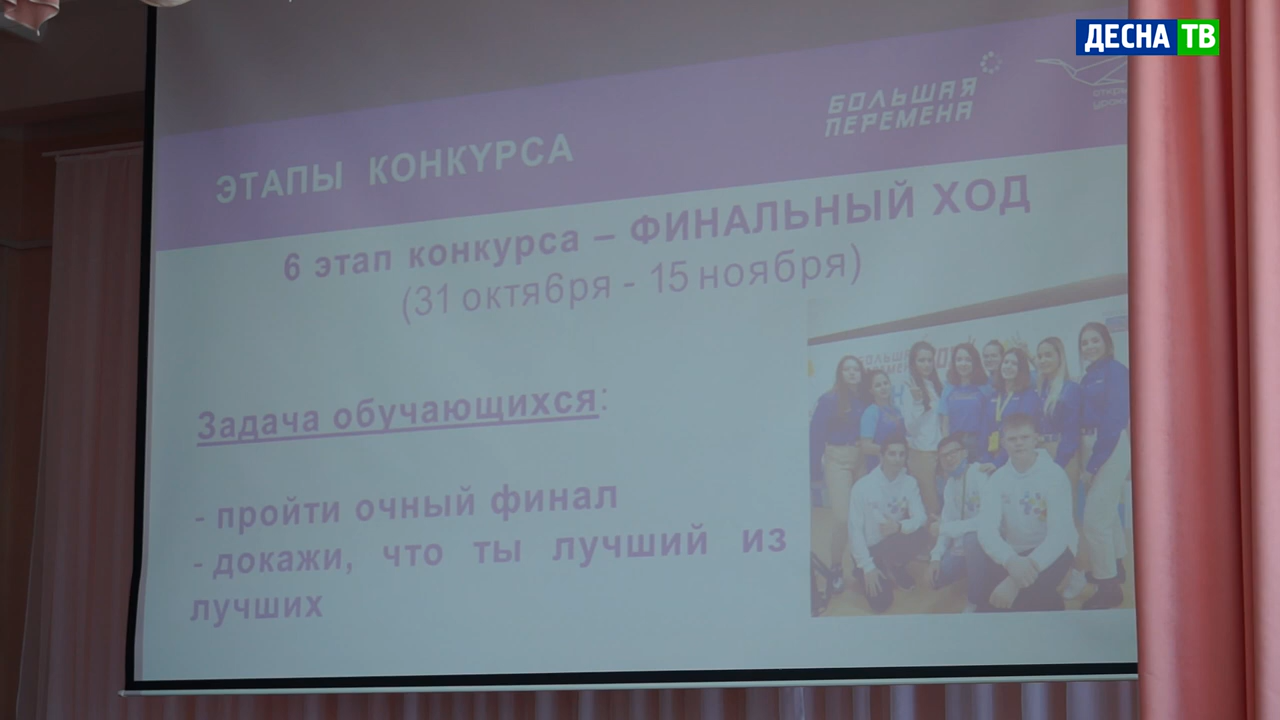 ДЕСНА ТВ
БОЛЬШАЯ
ПЕРЕМЕНА
ЭТАПЫ КОНКУРСА
6 этап конкурса – ФИНАЛЬНЫЙ ХОД
(31 октября - 15 ноября)
БОЛЬШАЯ
Задача обучающихся:
- пройти очный финал
- докажи, что ты лучший из
лучших